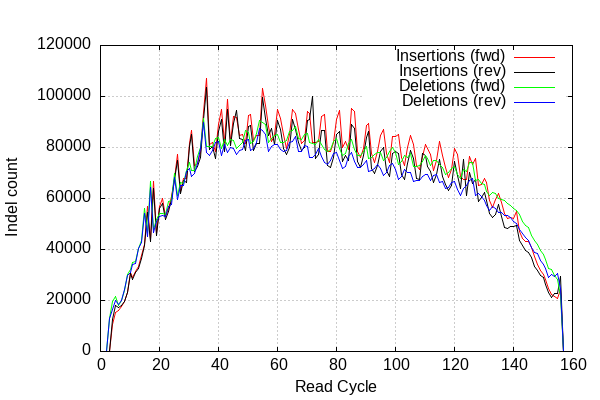 120000
Insertions (fwd)
Insertions (rev)
Deletions (fwd)
Deletions (rev)
100000
80000
60000
40000
20000
0
Indel count
0 20 40 60 80 100 120 140 160
Read Cycle